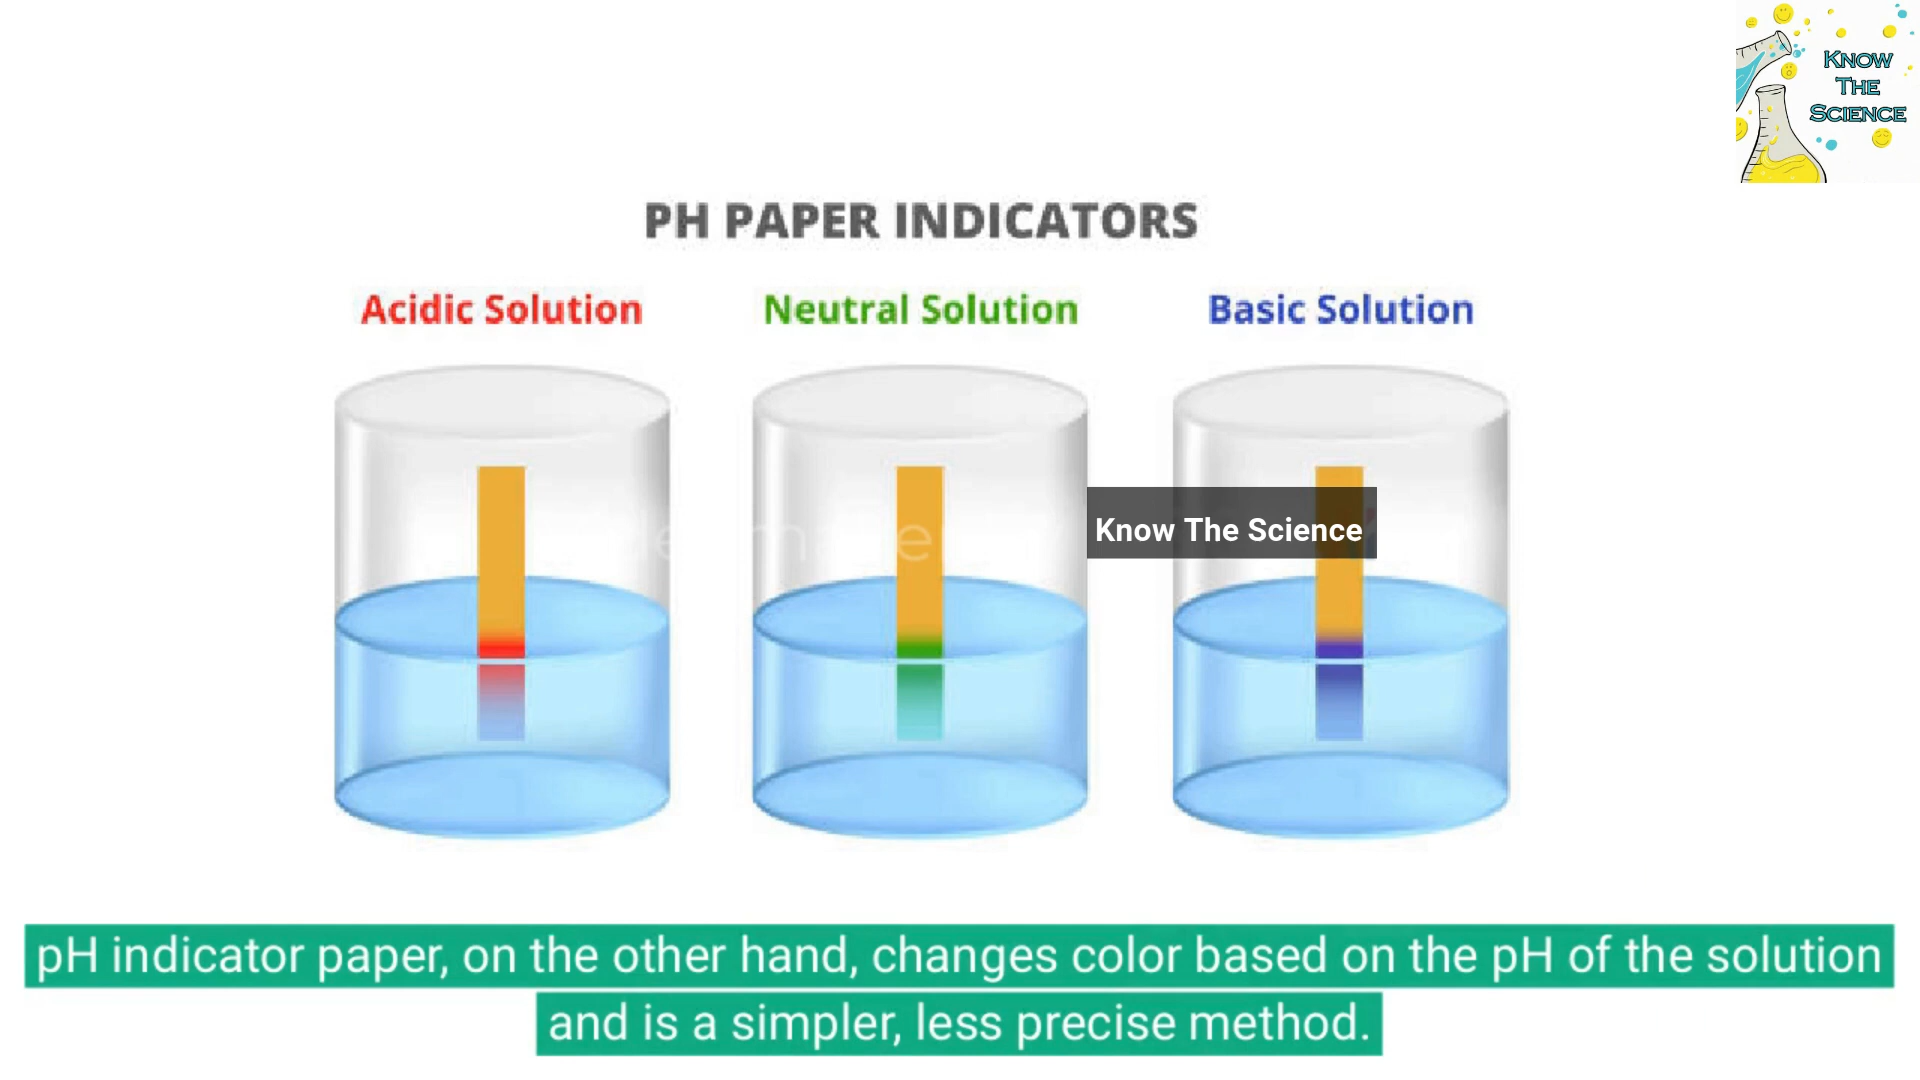 KNOW
THE
SCIENCE
PH PAPER INDICATORS
Acidic Solution
Neutral Solution
Basic Solution
Know The Science
pH indicator paper, on the other hand, changes color based on the pH of the solution
and is a simpler, less precise method.